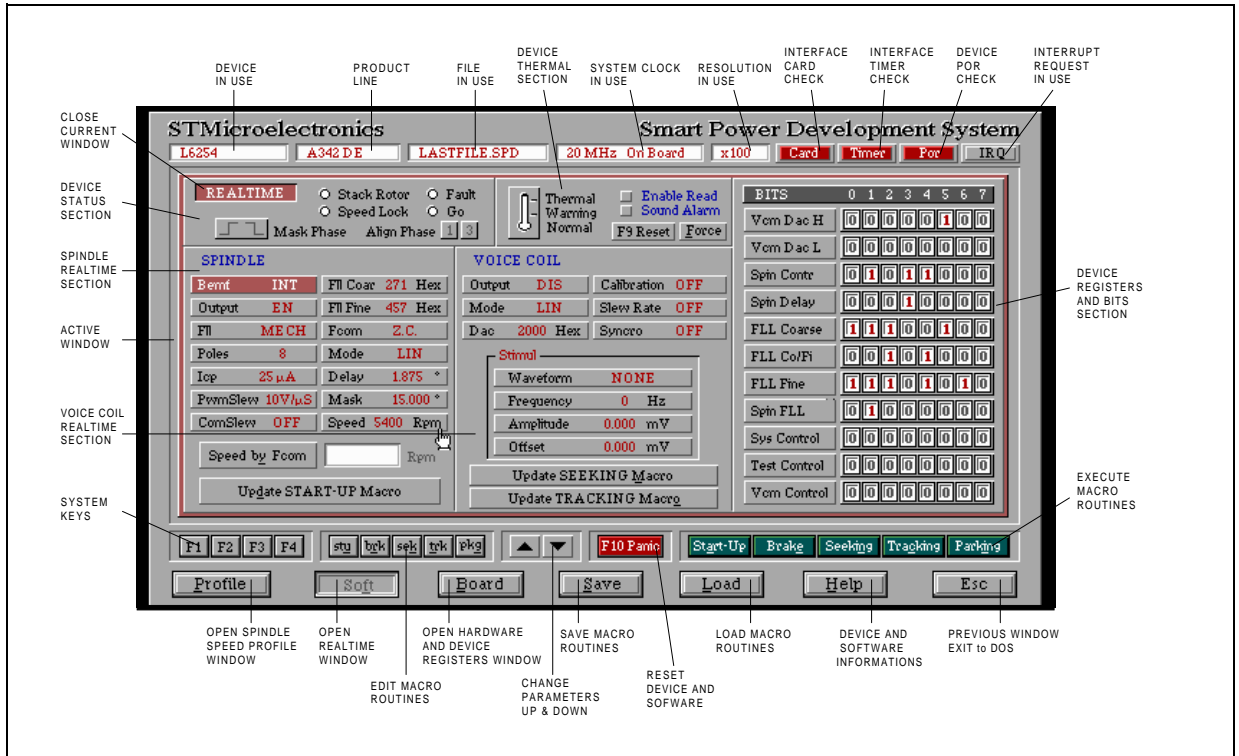 DEVICE
IN USE
PRODUCT
LINE
FILE
IN USE
DEVICE
THERMAL
SECTION
SYSTEM CLOCK
IN USE
RESOLUTION
IN USE
INTERFACE
CARD
CHECK
INTERFACE
TIMER
CHECK
DEVICE
POR
CHECK
INTERRUPT
REQUEST
IN USE
CLOSE
CURRENT
WINDOW
DEVICE
STATUS
SECTION
SPINDLE
REALTIME
SECTION
ACTIVE
WINDOW
VOICE COIL
REALTIME
SECTION
SYSTEM
KEYS
STMicroelectronics Smart Power Development System
L6254 A342 DE LASTFILE.SPD 20 MHz On Board x100 Card Timer Por IRQ
REALTIME
Stack Rotor Fault
Speed Lock Go
Mask Phase Align Phase 1 3
Thermal
Warning
Normal
Enable Read
Sound Alarm
F9 Reset Force
SPINDLE
Bemf INT Fll Coar 271 Hex
Output EN Fll Fine 457 Hex
Fll MECH Fcom Z.C.
Poles 8 Mode LIN
Icp 25 µA Delay 1.875 °
PwmSlew 10V/µS Mask 15.000 °
ComSlew OFF Speed 5400 Rpm
Speed by Fcom Rpm
Update START-UP Macro
VOICE COIL
Output DIS Calibration OFF
Mode LIN Slew Rate OFF
Dac 2000 Hex Syncro OFF
Stimul
Waveform NONE
Frequency 0 Hz
Amplitude 0.000 mV
Offset 0.000 mV
Update SEEKING Macro
Update TRACKING Macro
BITS 0 1 2 3 4 5 6 7
Vcm Dac H 0 0 0 0 0 1 0 0
Vcm Dac L 0 0 0 0 0 0 0 0
Spin Contr 0 1 0 1 1 0 0 0
Spin Delay 0 0 0 1 0 0 0 0
FLL Coarse 1 1 1 0 0 1 0 0
FLL Co/Fi 0 0 1 0 1 0 0 0
FLL Fine 1 1 1 0 1 0 1 0
Spin FLL 0 1 0 0 0 0 0 0
Sys Control 0 0 0 0 0 0 0 0
Test Control 0 0 0 0 0 0 0 0
Vcm Control 0 0 0 0 0 0 0 0
DEVICE
REGISTERS
AND BITS
SECTION
EXECUTE
MACRO
ROUTINES
F1 F2 F3 F4 stu brk sek trk pkg F10 Panic Start-Up Brake Seeking Tracking Parking
Profile Soft Board Save Load Help Esc
OPEN SPINDLE
SPEED PROFILE
WINDOW
OPEN
REALTIME
WINDOW
EDIT MACRO
ROUTINES
OPEN HARDWARE
AND DEVICE
REGISTERS WINDOW
CHANGE
PARAMETERS
UP & DOWN
SAVE MACRO
ROUTINES
RESET
DEVICE AND
SOFWARE
LOAD MACRO
ROUTINES
DEVICE AND
SOFTWARE
INFORMATIONS
PREVIOUS WINDOW
EXIT to DOS